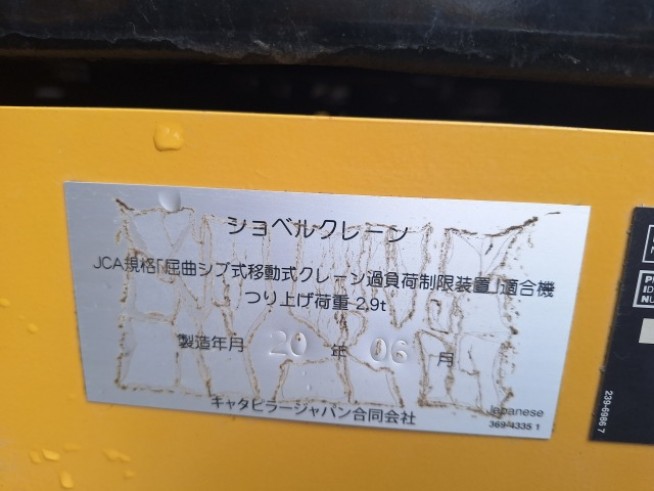 ショベルクレーン
JCA規格「屈曲ジブ式移動式クレーン過負荷制限装置」適合機
つり上げ荷重 2.9t
製造年月 20 年 06 月
キャタピラージャパン合同会社
Japanese
369-4335 1
239-6986 7